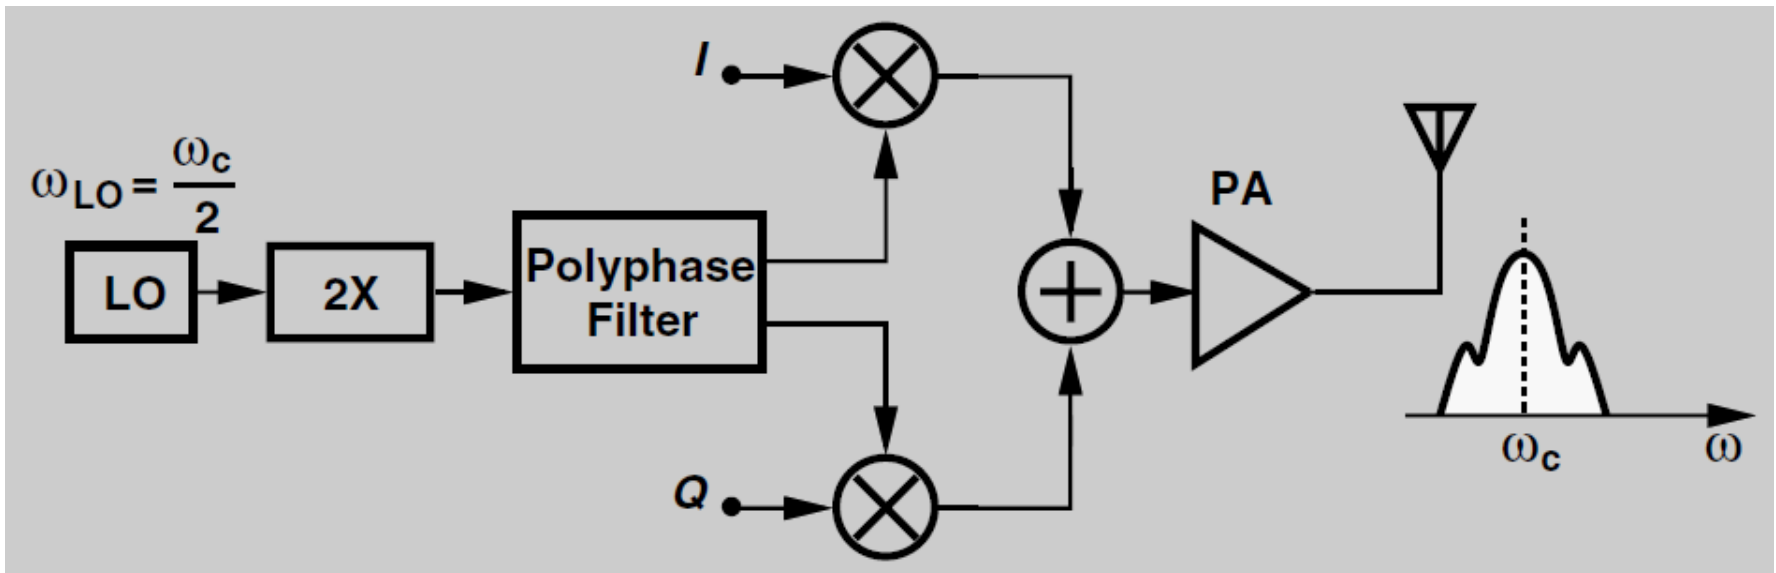 I
ω_LO = ω_c / 2
LO
2X
Polyphase
Filter
Q
+
PA
ω_c
ω